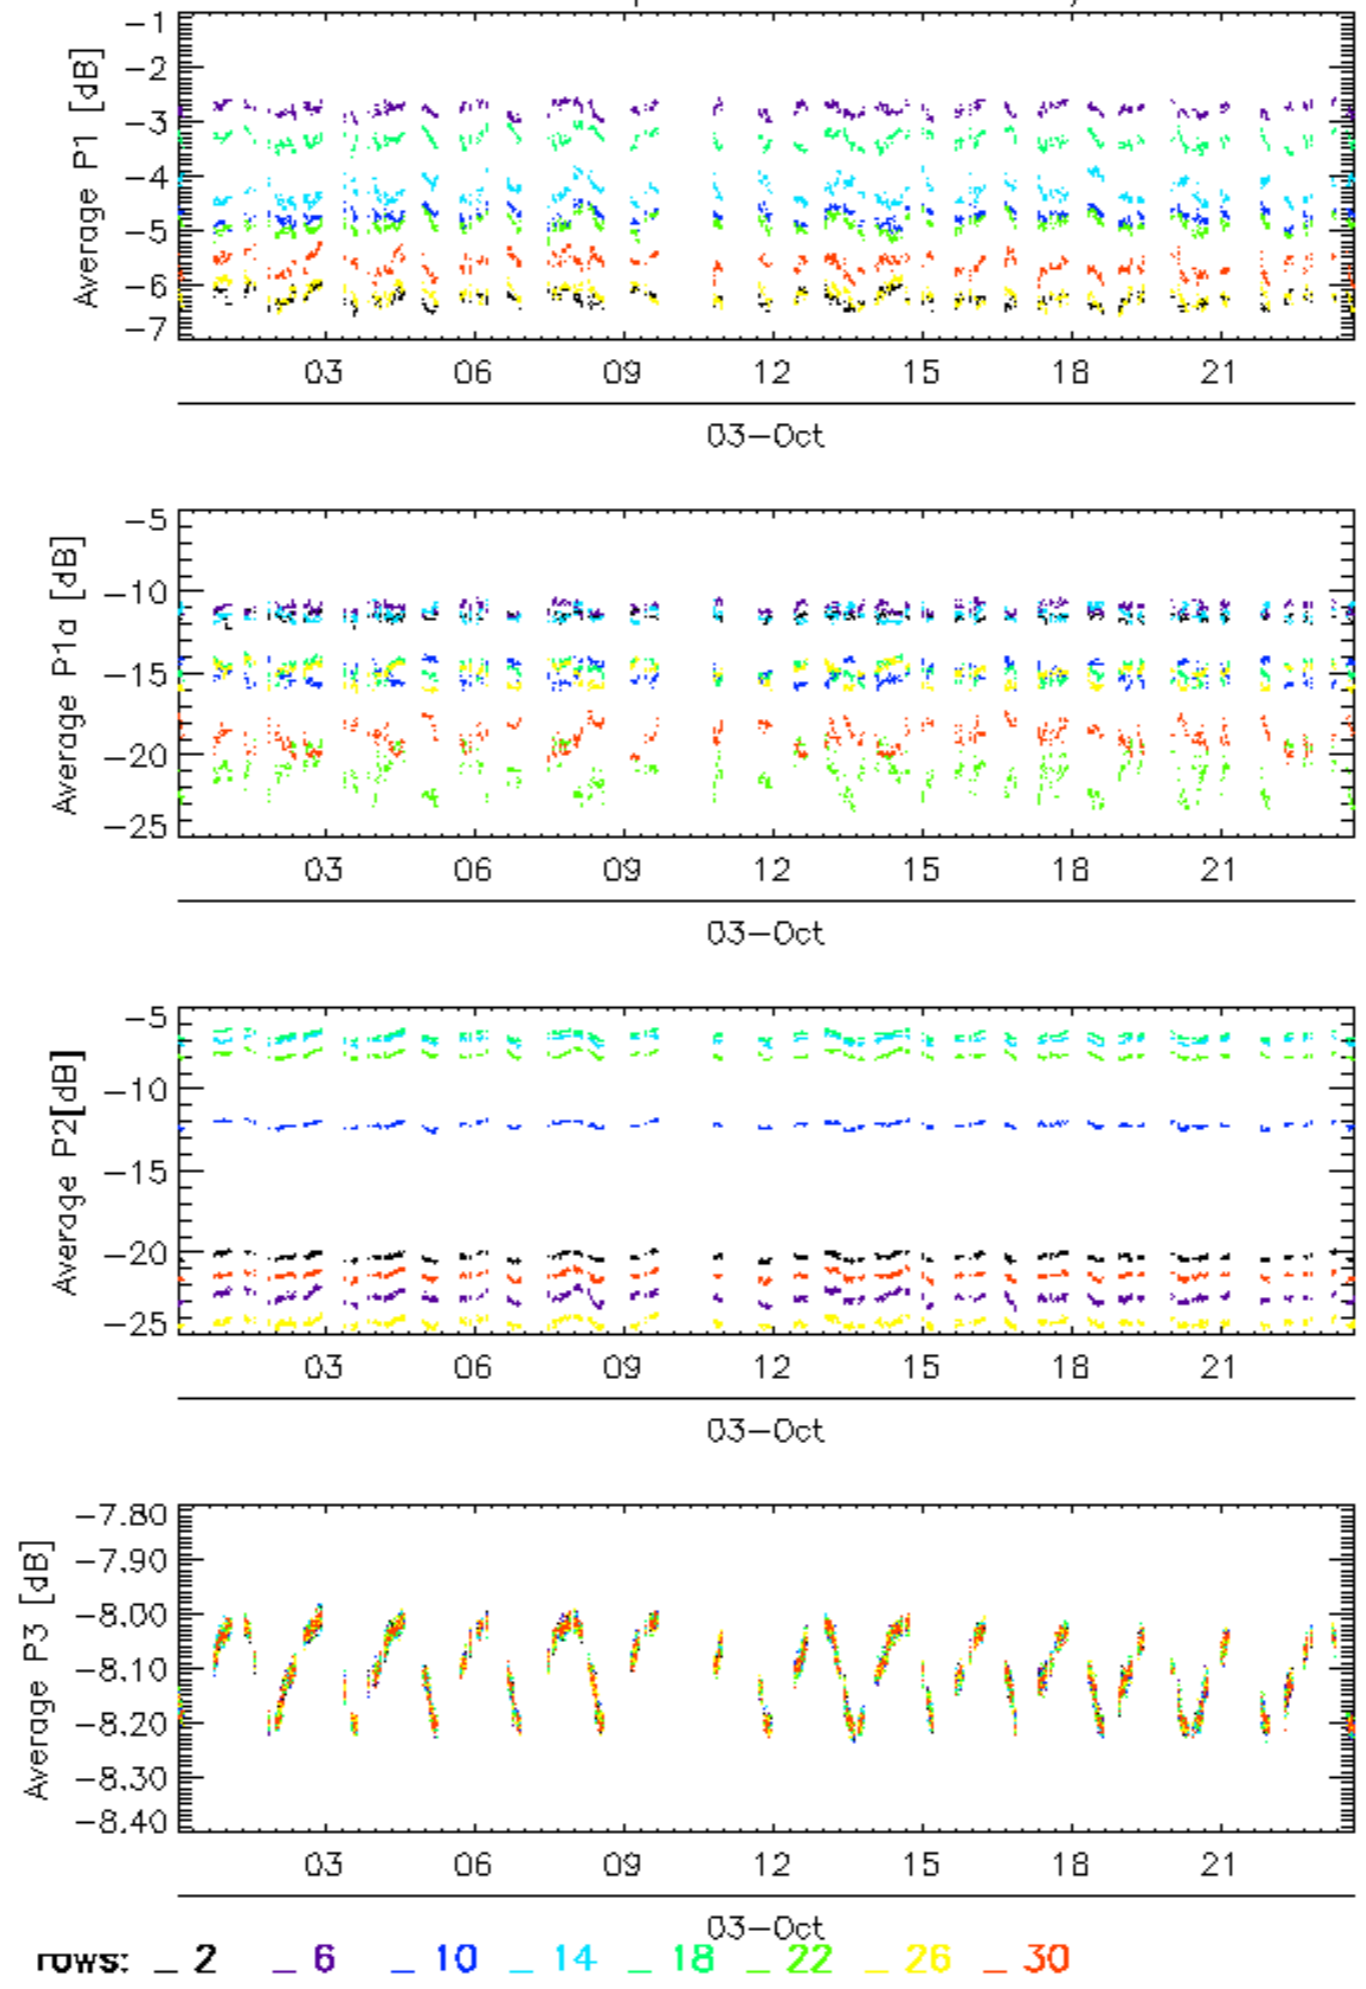 -1
-2
-3
-4
-5
-6
-7
Average P1 [dB]
03 06 09 12 15 18 21
03-Oct
-5
-10
-15
-20
-25
Average P1a [dB]
03 06 09 12 15 18 21
03-Oct
-5
-10
-15
-20
-25
Average P2[dB]
03 06 09 12 15 18 21
03-Oct
-7.80
-7.90
-8.00
-8.10
-8.20
-8.30
-8.40
Average P3 [dB]
03 06 09 12 15 18 21
03-Oct
rows: _ 2 _ 6 _ 10 _ 14 _ 18 _ 22 _ 26 _ 30